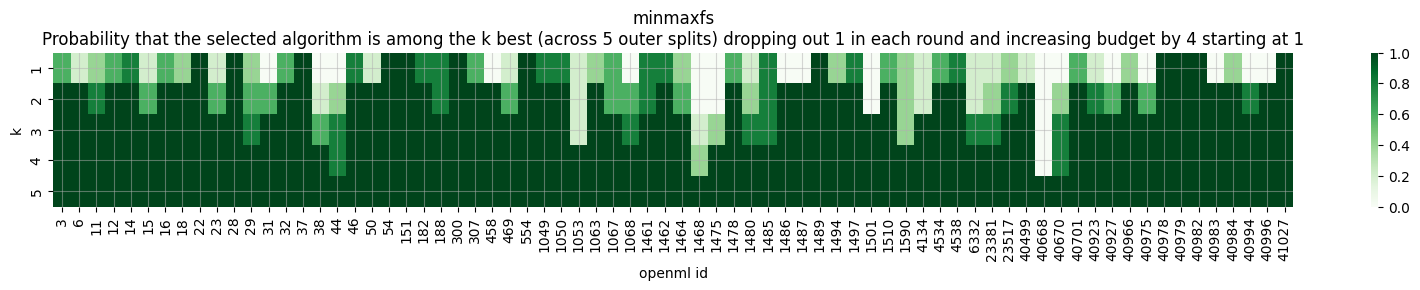 minmaxfs
Probability that the selected algorithm is among the k best (across 5 outer splits) dropping out 1 in each round and increasing budget by 4 starting at 1
k
1
2
3
4
5
3 6 11 12 14 15 16 18 22 23 28 29 31 32 37 38 44 46 50 54 151 182 188 300 307 458 469 554 1049 1050 1053 1063 1067 1068 1461 1462 1464 1468 1475 1478 1480 1485 1486 1487 1489 1494 1497 1501 1510 1590 4134 4534 4538 6332 23381 23517 40499 40668 40670 40701 40923 40927 40966 40975 40978 40979 40982 40983 40984 40994 40996 41027
openml id
1.0
0.8
0.6
0.4
0.2
0.0